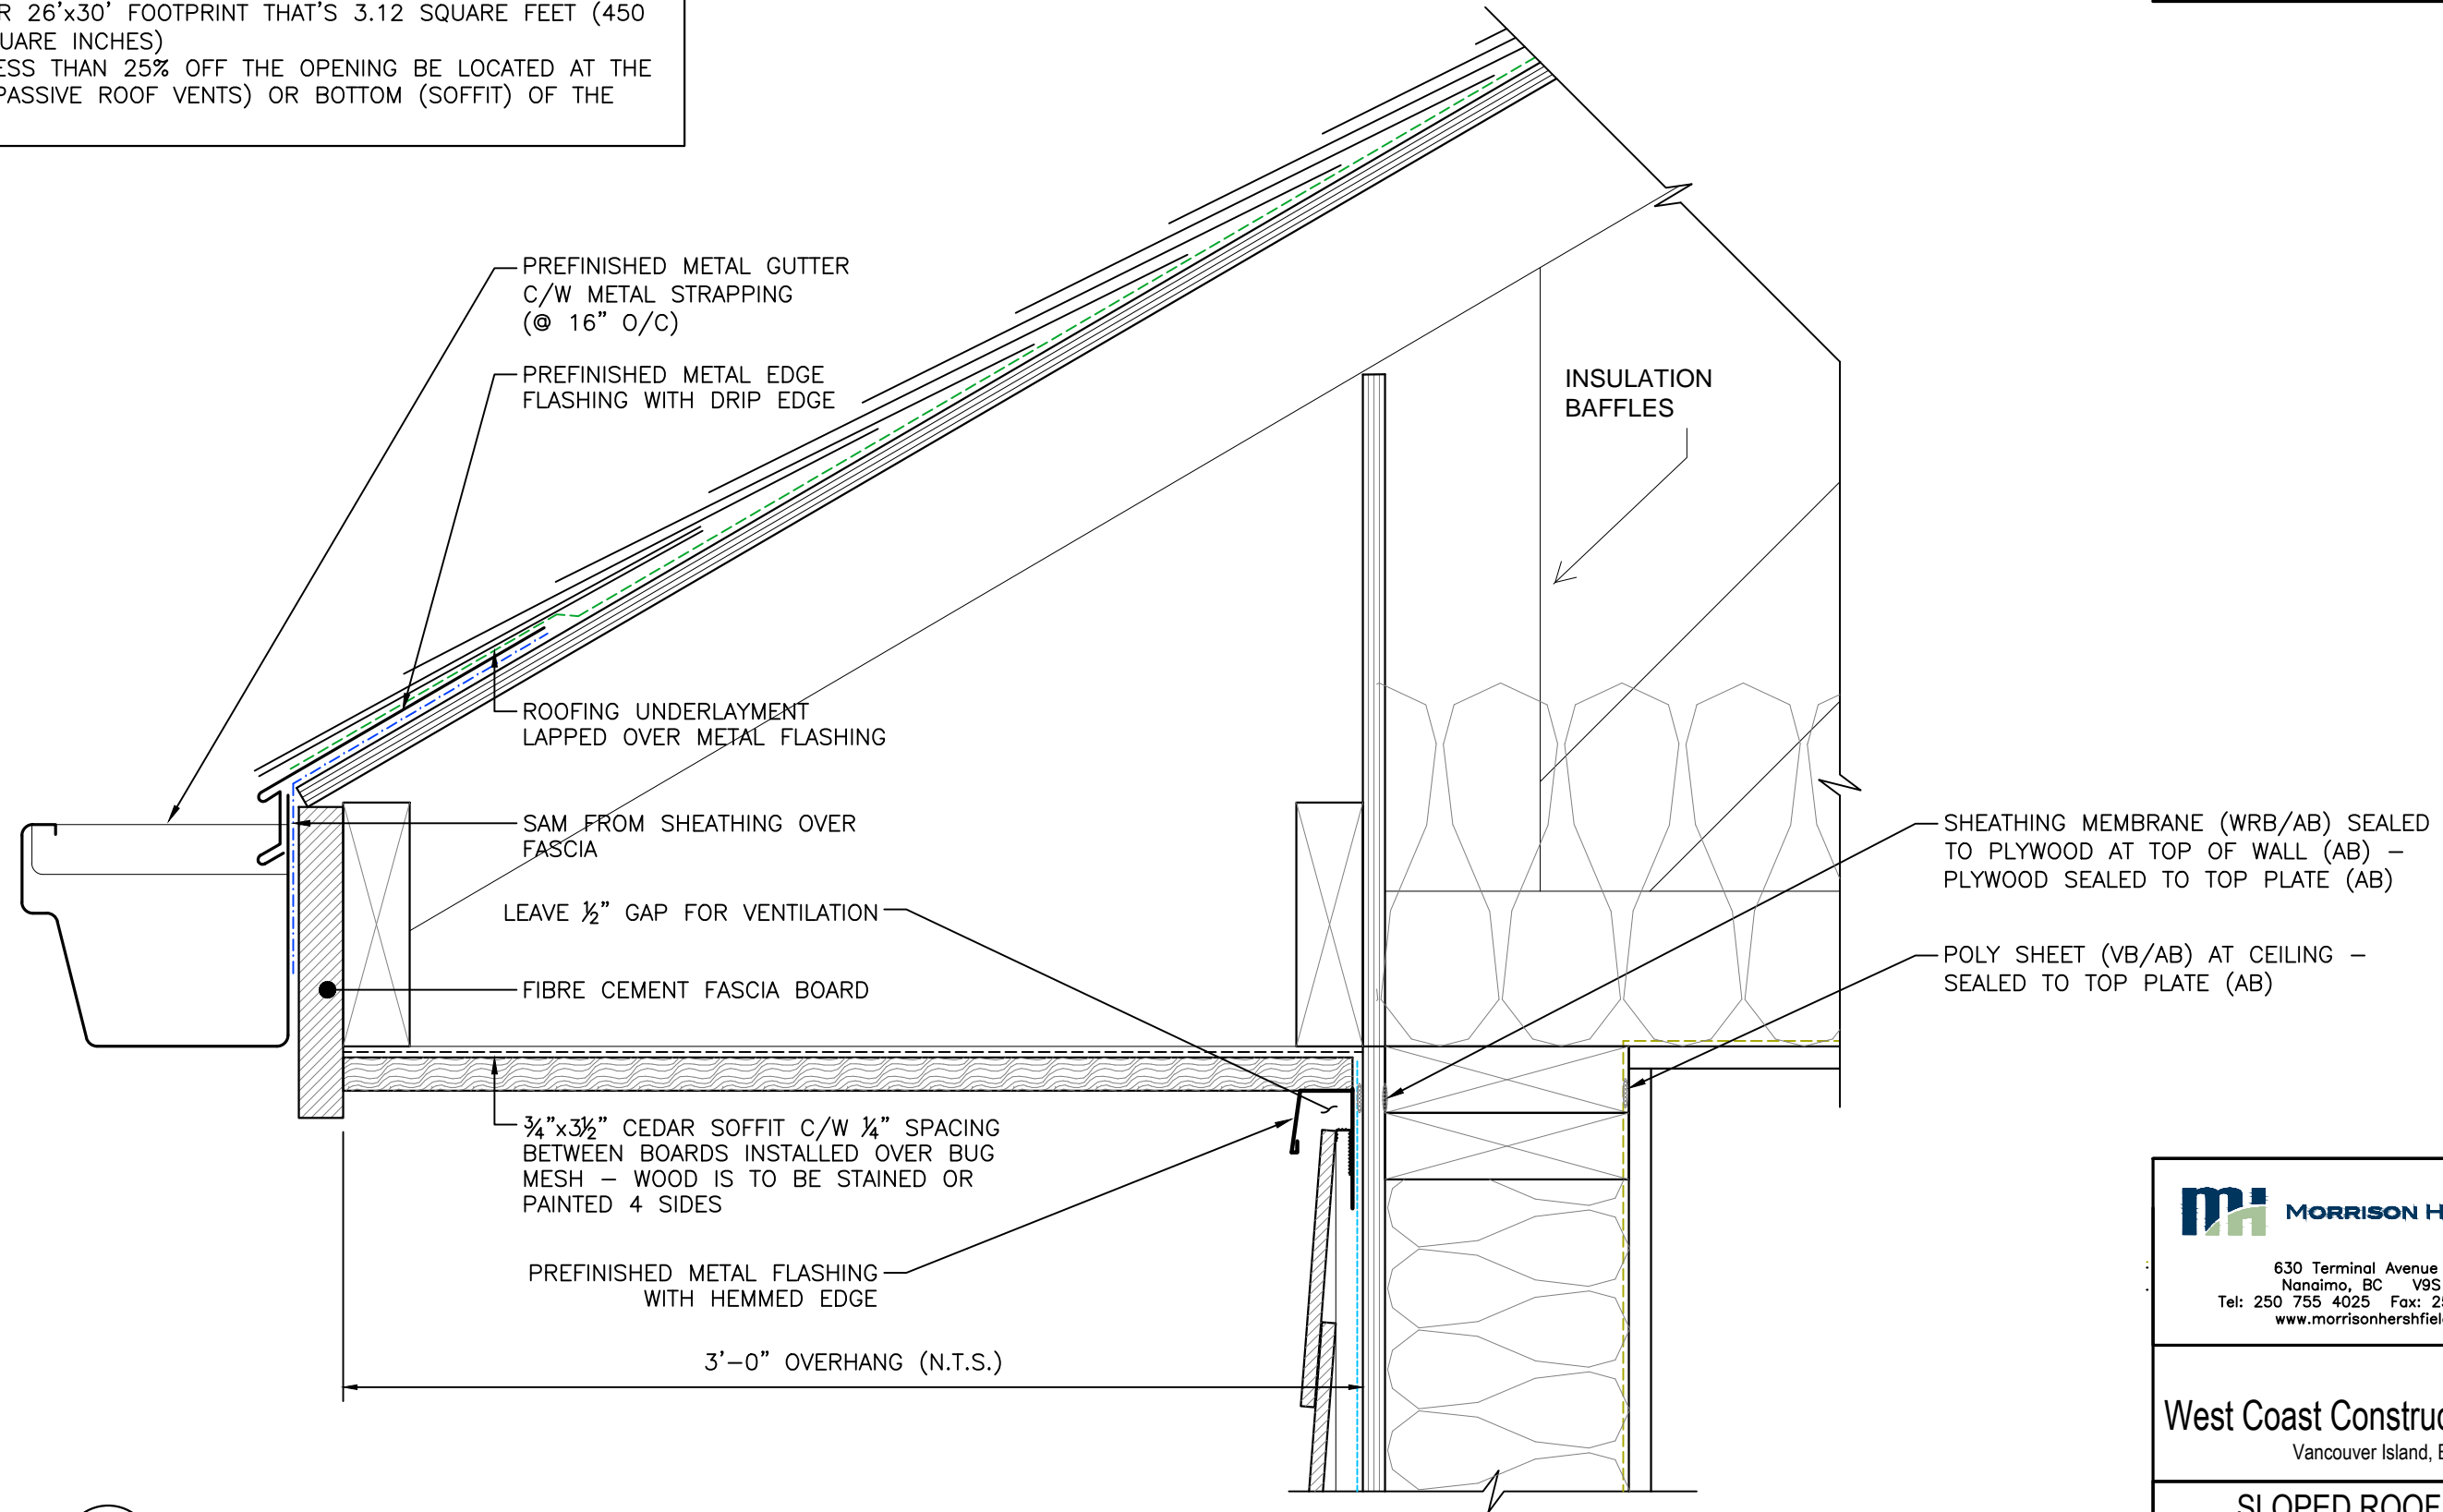 R 26'x30' FOOTPRINT THAT'S 3.12 SQUARE FEET (450
UARE INCHES)
ESS THAN 25% OFF THE OPENING BE LOCATED AT THE
PASSIVE ROOF VENTS) OR BOTTOM (SOFFIT) OF THE
PREFINISHED METAL GUTTER
C/W METAL STRAPPING
(@ 16" O/C)
PREFINISHED METAL EDGE
FLASHING WITH DRIP EDGE
INSULATION
BAFFLES
ROOFING UNDERLAYMENT
LAPPED OVER METAL FLASHING
SAM FROM SHEATHING OVER
FASCIA
LEAVE ½" GAP FOR VENTILATION
FIBRE CEMENT FASCIA BOARD
SHEATHING MEMBRANE (WRB/AB) SEALED
TO PLYWOOD AT TOP OF WALL (AB) –
PLYWOOD SEALED TO TOP PLATE (AB)
POLY SHEET (VB/AB) AT CEILING –
SEALED TO TOP PLATE (AB)
¾"x3½" CEDAR SOFFIT C/W ¼" SPACING
BETWEEN BOARDS INSTALLED OVER BUG
MESH – WOOD IS TO BE STAINED OR
PAINTED 4 SIDES
PREFINISHED METAL FLASHING
WITH HEMMED EDGE
3'–0" OVERHANG (N.T.S.)
mh MORRISON H
630 Terminal Avenue
Nanaimo, BC V9S
Tel: 250 755 4025 Fax: 2
www.morrisonhershfiel
West Coast Construc
Vancouver Island, B
SLOPED ROOF